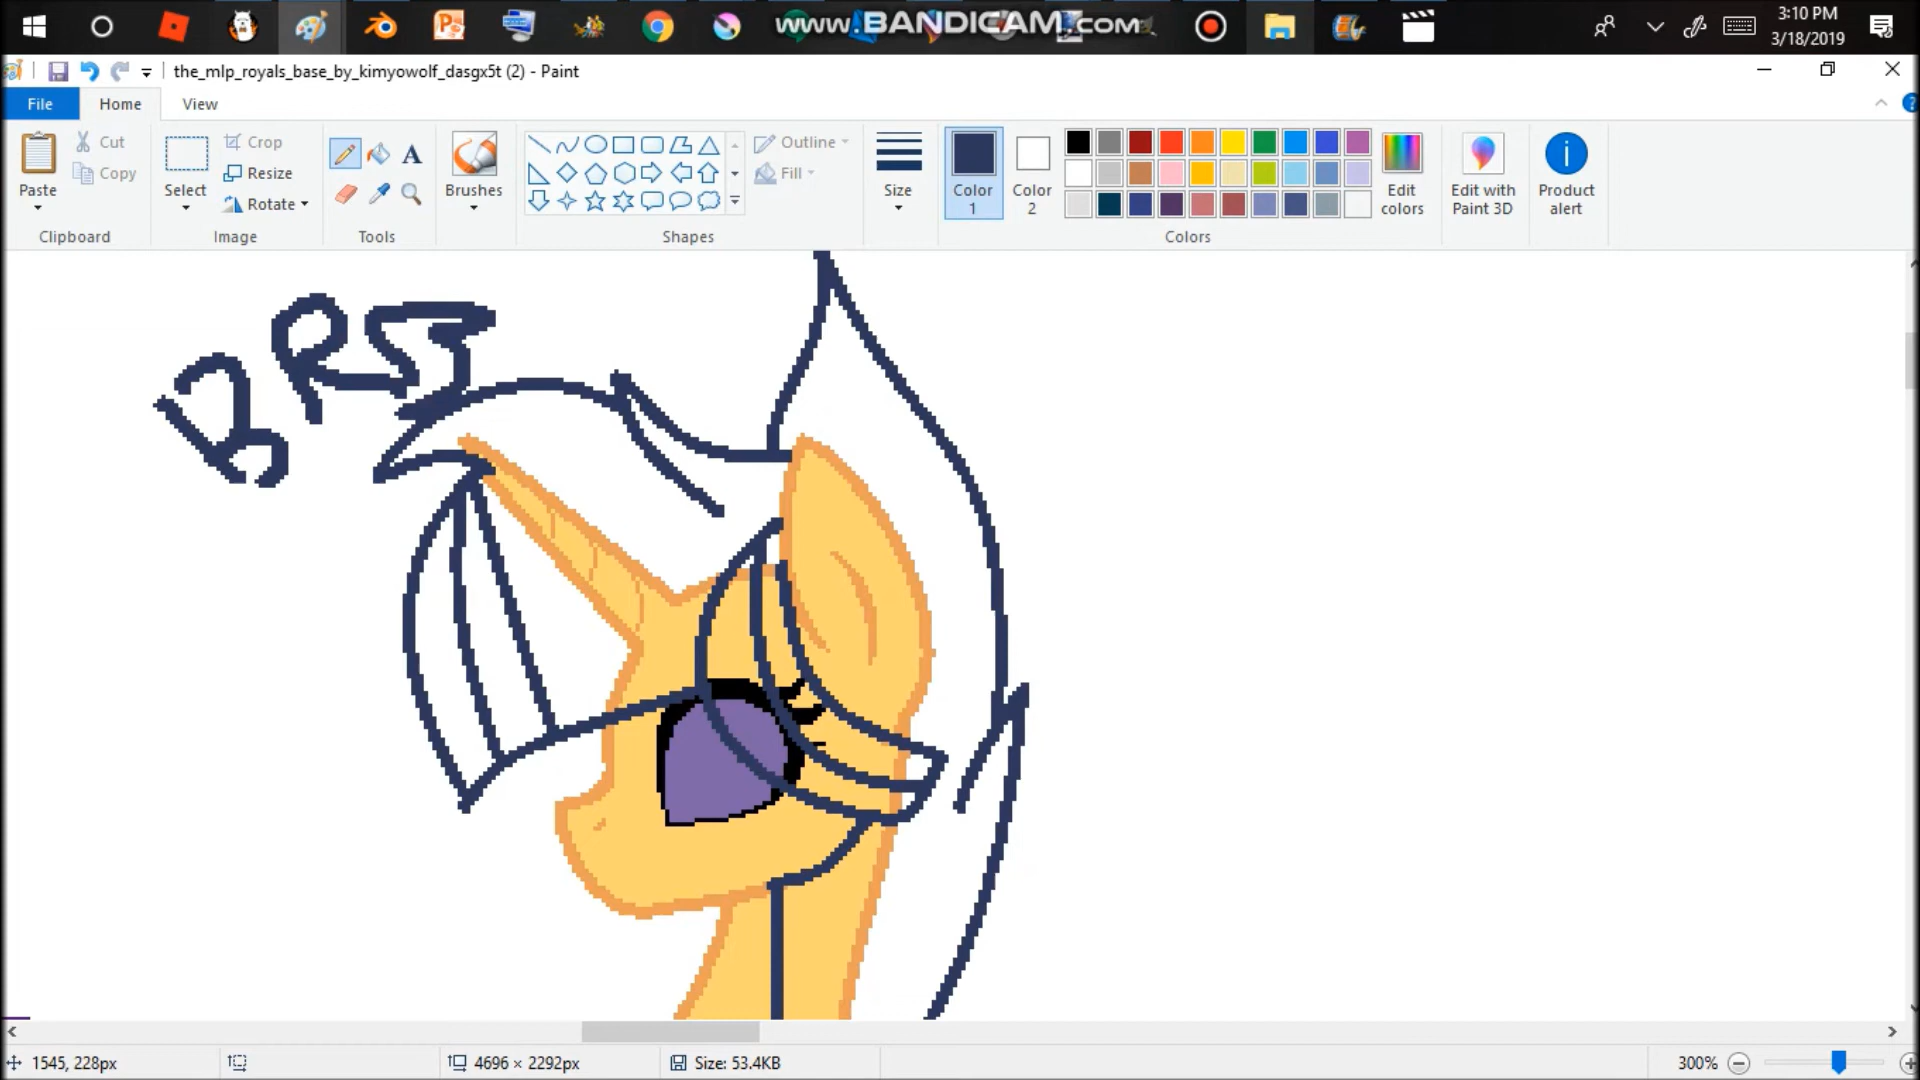 www.BANDICAM.com
3:10 PM
3/18/2019
the_mlp_royals_base_by_kimyowolf_dasgx5t (2) - Paint
File Home View
Paste Cut Copy Select Crop Resize Rotate A Brushes Outline Fill Size Color 1 Color 2 Edit colors Edit with Paint 3D Product alert
Clipboard Image Tools Shapes Colors
BRS
1545, 228px 4696 × 2292px Size: 53.4KB 300%